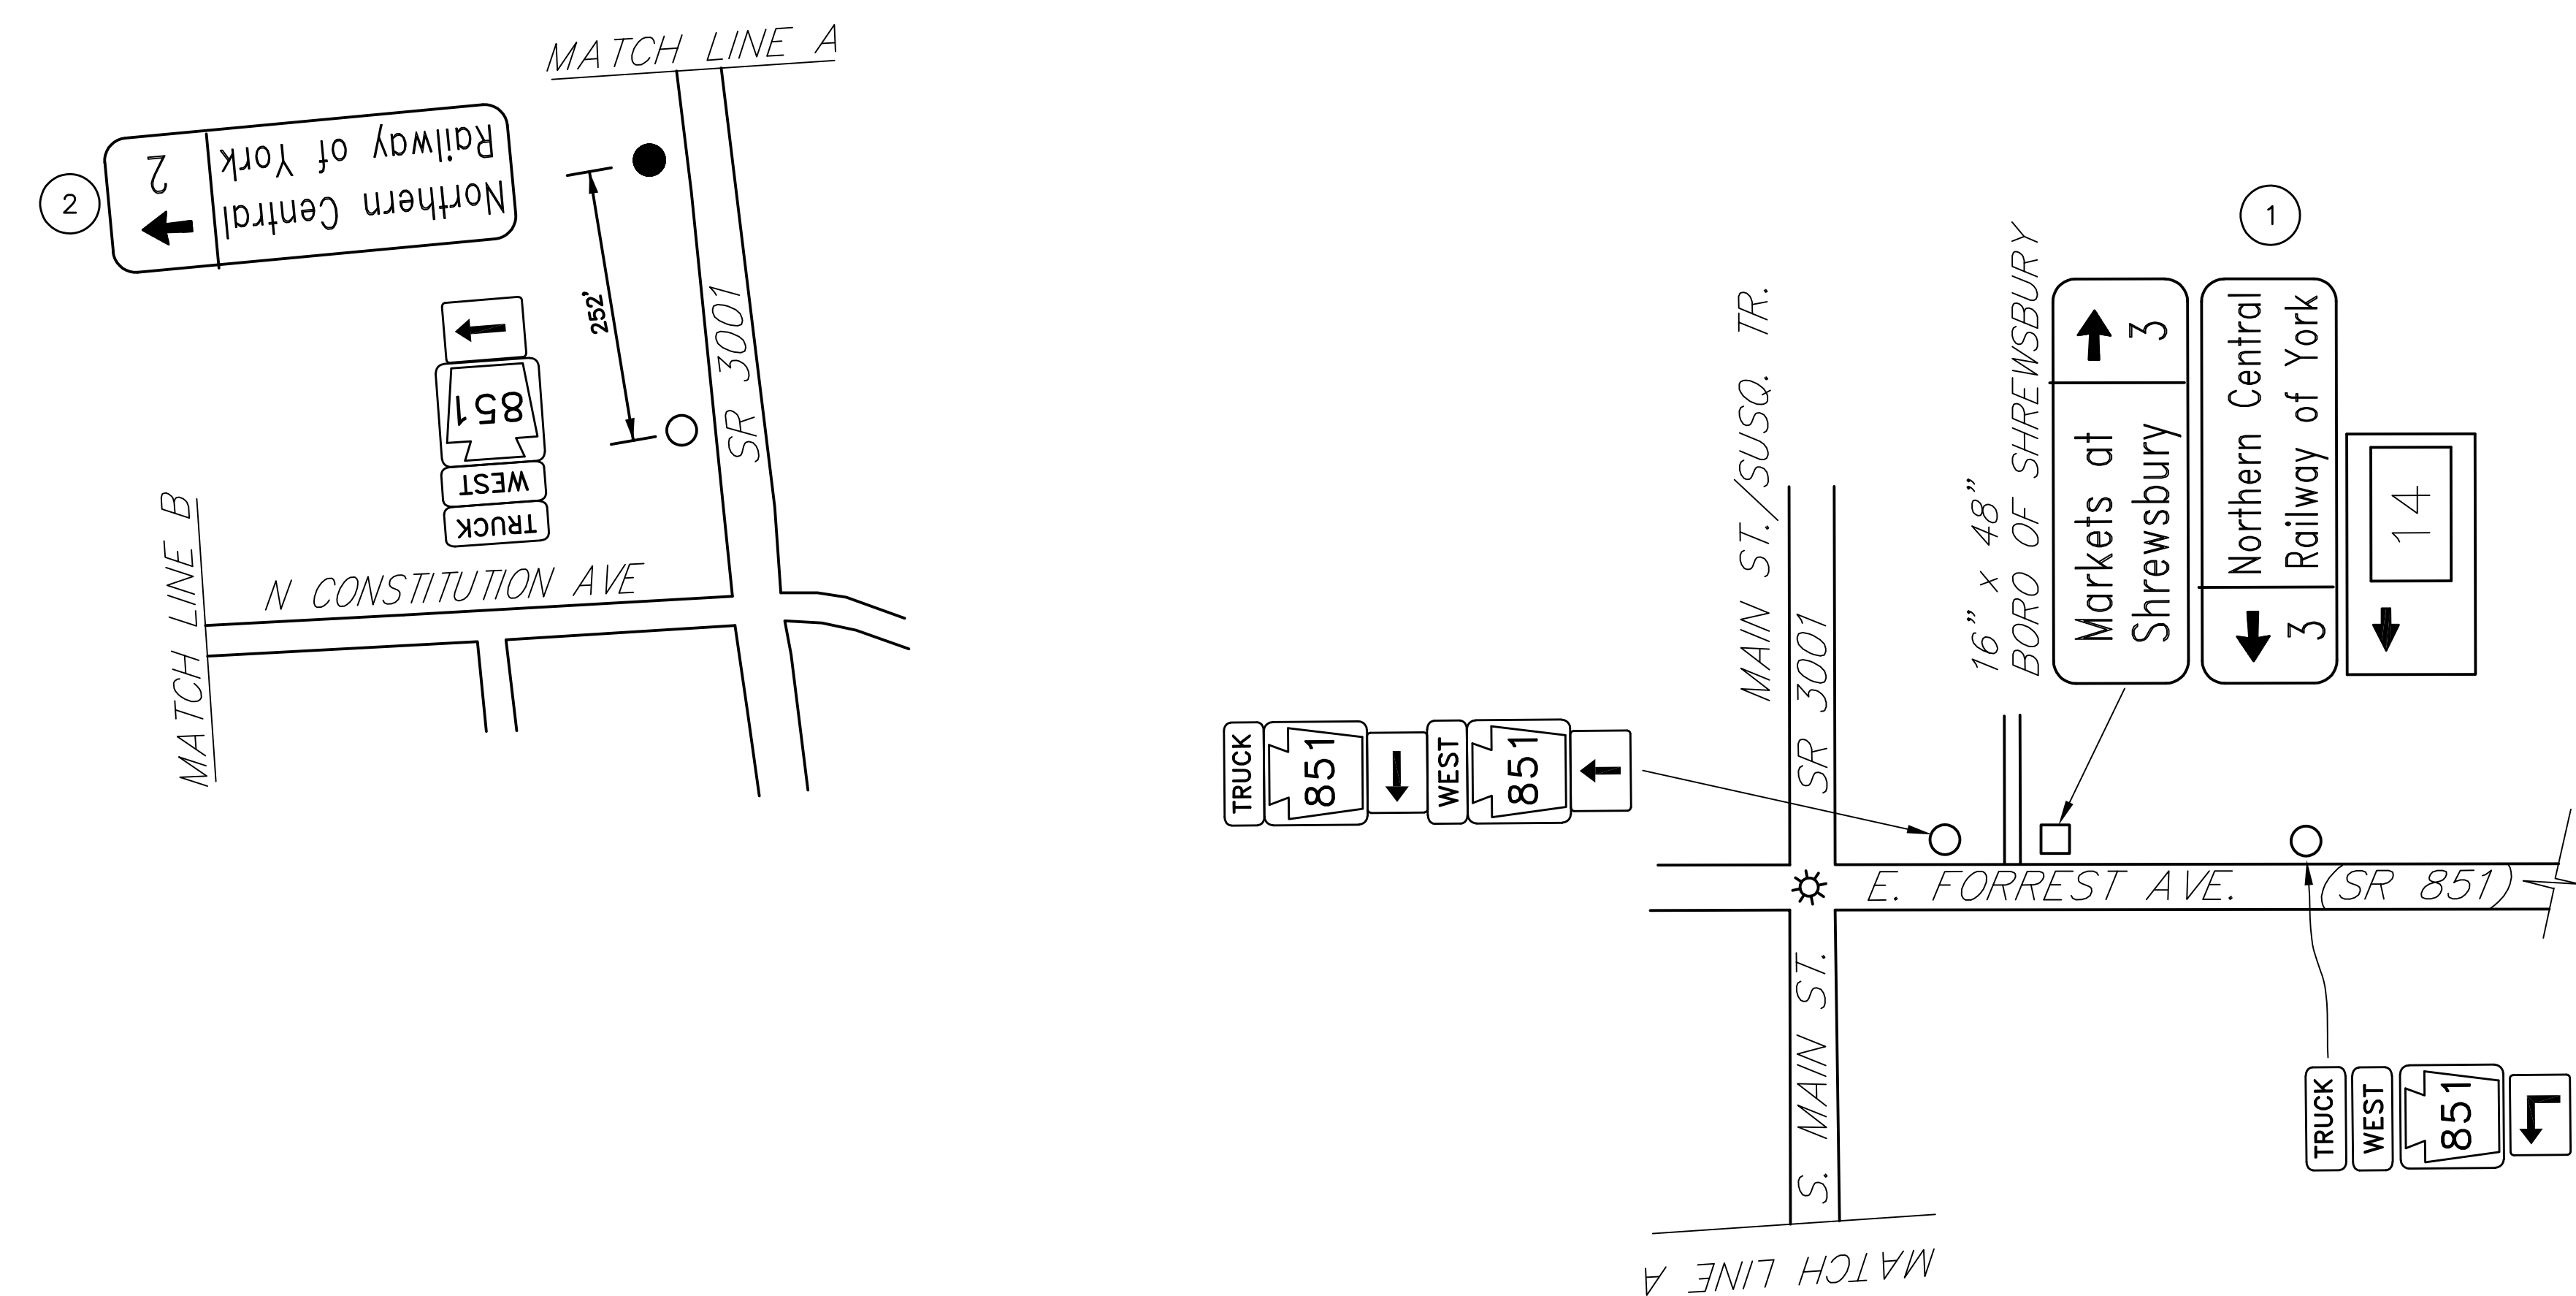 MATCH LINE A
2
2
Northern Central
Railway of York
252'
SR 3001
851
WEST
TRUCK
MATCH LINE B
N CONSTITUTION AVE
1
MAIN ST./SUSQ. TR.
SR 3001
16" x 48"
BORO OF SHREWSBURY
Markets at
Shrewsbury
3
Northern Central
Railway of York
3
14
TRUCK
851
WEST
851
E. FORREST AVE. (SR 851)
S. MAIN ST.
TRUCK
WEST
851
MATCH LINE A